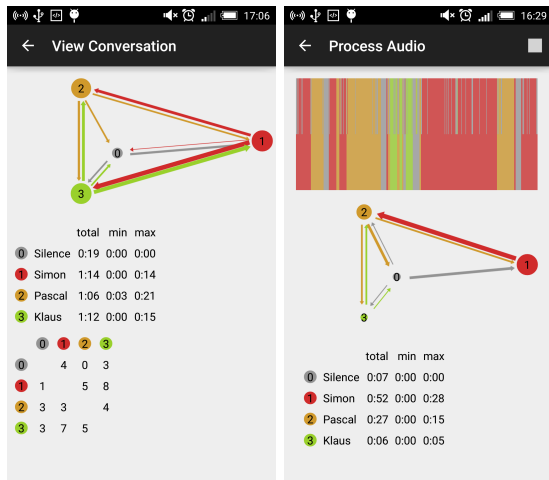 17:06
View Conversation
2
0
1
3
total min max
0 Silence 0:19 0:00 0:00
1 Simon 1:14 0:00 0:14
2 Pascal 1:06 0:03 0:21
3 Klaus 1:12 0:00 0:15
0 1 2 3
0 4 0 3
1 1 5 8
2 3 3 4
3 3 7 5
16:29
Process Audio
2
1
0
3
total min max
0 Silence 0:07 0:00 0:00
1 Simon 0:52 0:00 0:28
2 Pascal 0:27 0:00 0:15
3 Klaus 0:06 0:00 0:05